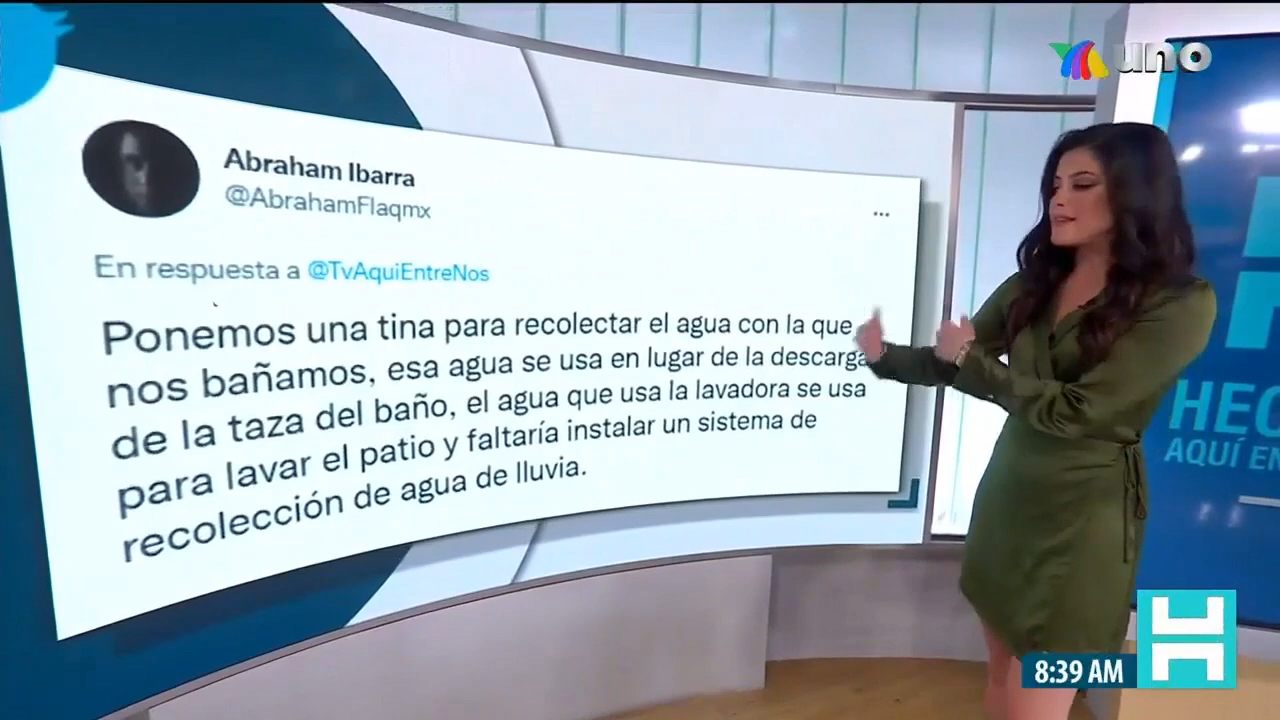 uno
Abraham Ibarra
@AbrahamFlaqmx
...
En respuesta a @TvAquiEntreNos
Ponemos una tina para recolectar el agua con la que
nos bañamos, esa agua se usa en lugar de la descarga
de la taza del baño, el agua que usa la lavadora se usa
para lavar el patio y faltaría instalar un sistema de
recolección de agua de lluvia.
HEC
AQUÍ EN
8:39 AM
H